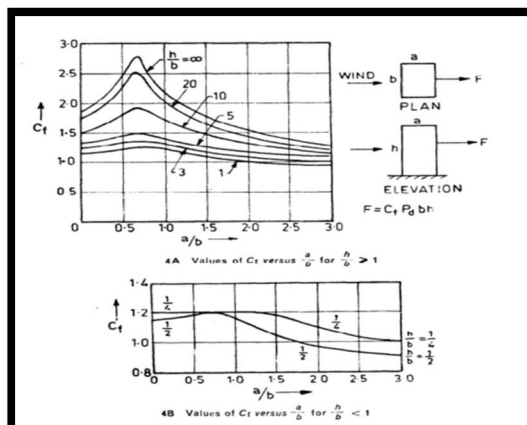 3·0
2·5
2·0
1·5
1·0
0·5
Cf
h/b = ∞
20
10
5
3
1
0 0·5 1·0 1·5 2·0 2·5 3·0
a/b
WIND
a
b
F
PLAN
a
h
F
ELEVATION
F = Cf Pd bh
4A Values of Cf versus a/b for h/b ⩾ 1
1·4
1·2
1·0
0·8
Cf
1/4
1/2
1/4
1/2
h/b = 1/4
h/b = 1/2
0 0·5 1·0 1·5 2·0 2·5 3·0
a/b
4B Values of Cf versus a/b for h/b < 1